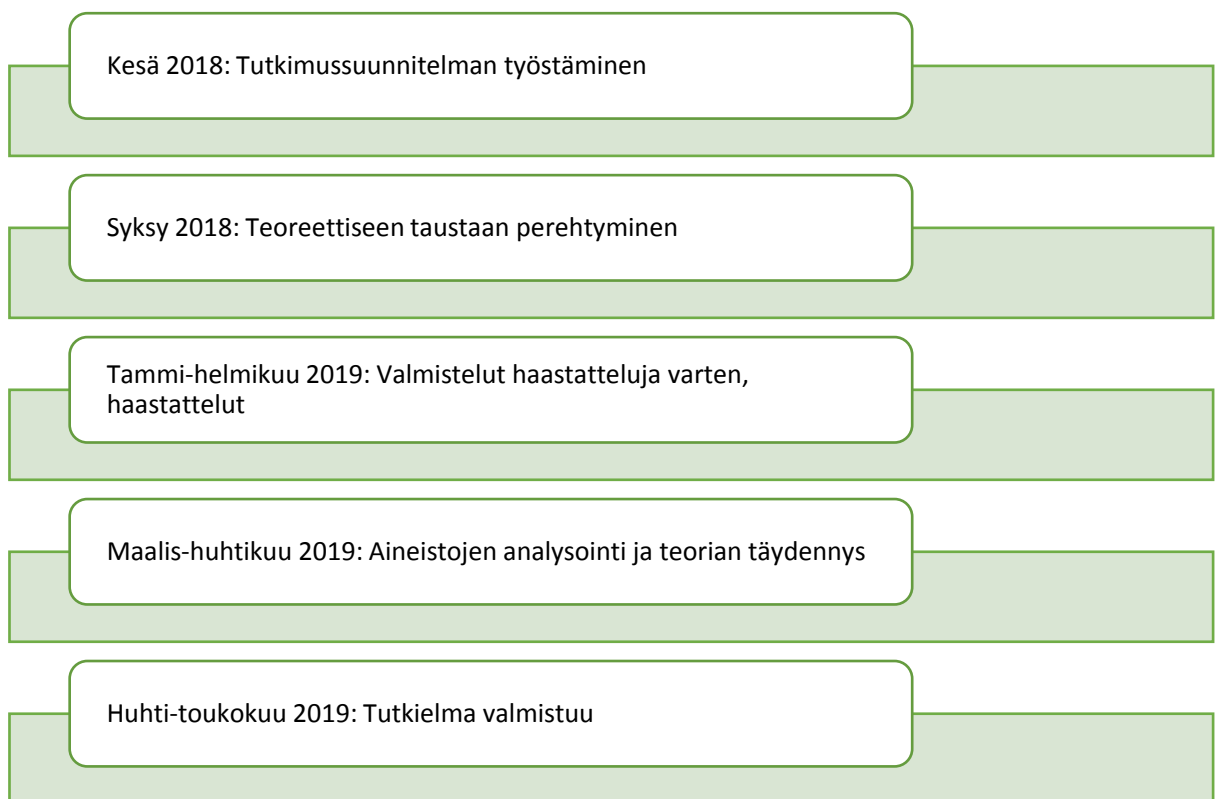 Kesä 2018: Tutkimussuunnitelman työstäminen
Syksy 2018: Teoreettiseen taustaan perehtyminen
Tammi-helmikuu 2019: Valmistelut haastatteluja varten,
haastattelut
Maalis-huhtikuu 2019: Aineistojen analysointi ja teorian täydennys
Huhti-toukokuu 2019: Tutkielma valmistuu